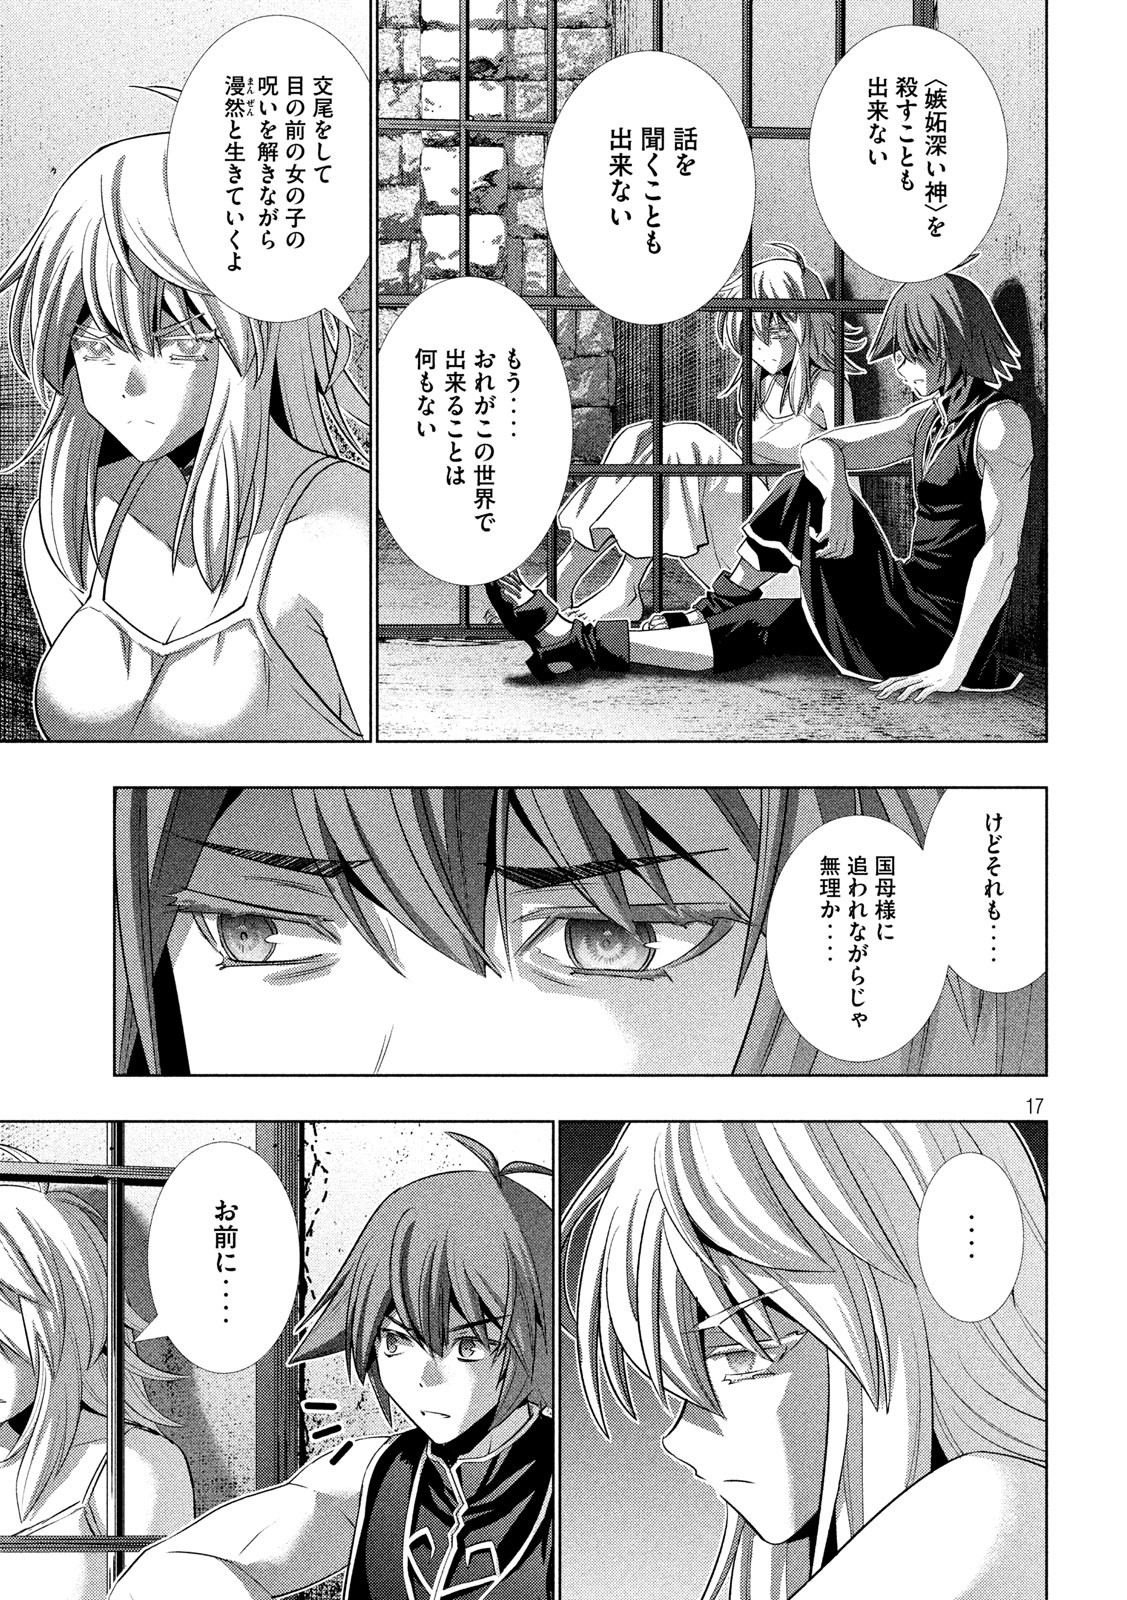 〈嫉妬深い神〉を
殺すことも
出来ない
話を
聞くことも
出来ない
もう‥‥
おれがこの世界で
出来ることは
何もない
交尾をして
目の前の女の子の
呪いを解きながら
漫然と生きていくよ
まんぜん
けどそれも‥‥
国母様に
追われながらじゃ
無理か‥‥
17
‥‥
お前に‥‥